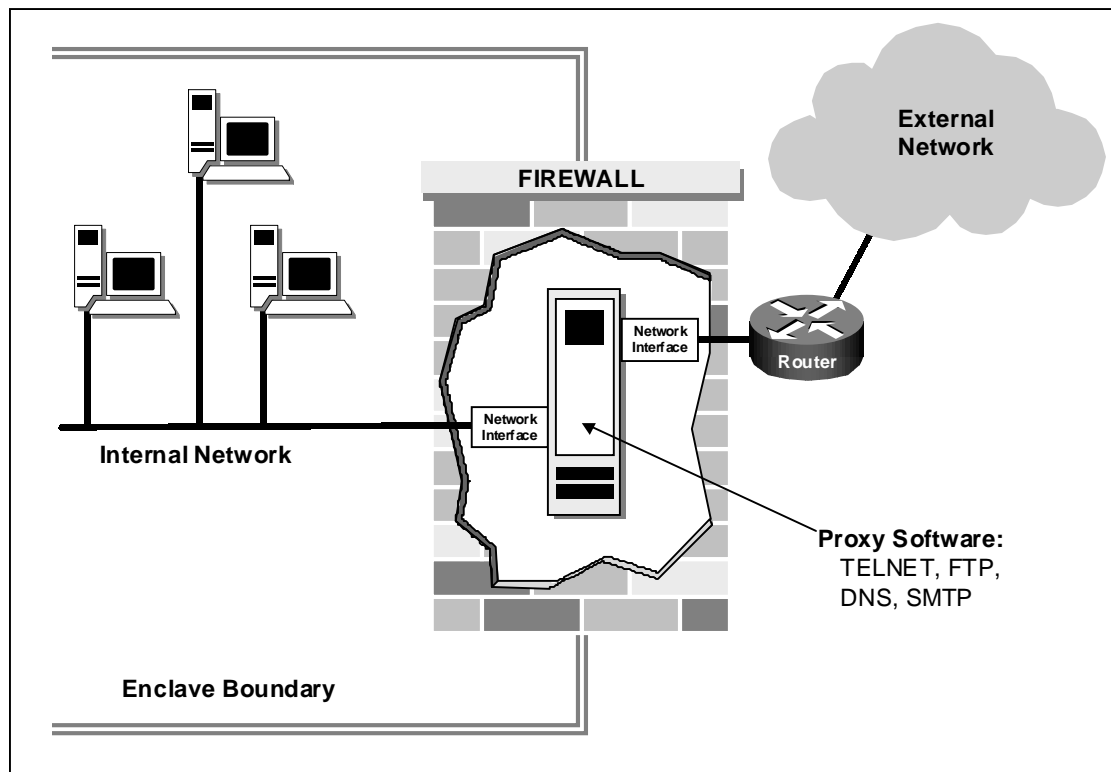 External
Network
FIREWALL
Network
Interface
Router
Network
Interface
Internal Network
Proxy Software:
TELNET, FTP,
DNS, SMTP
Enclave Boundary